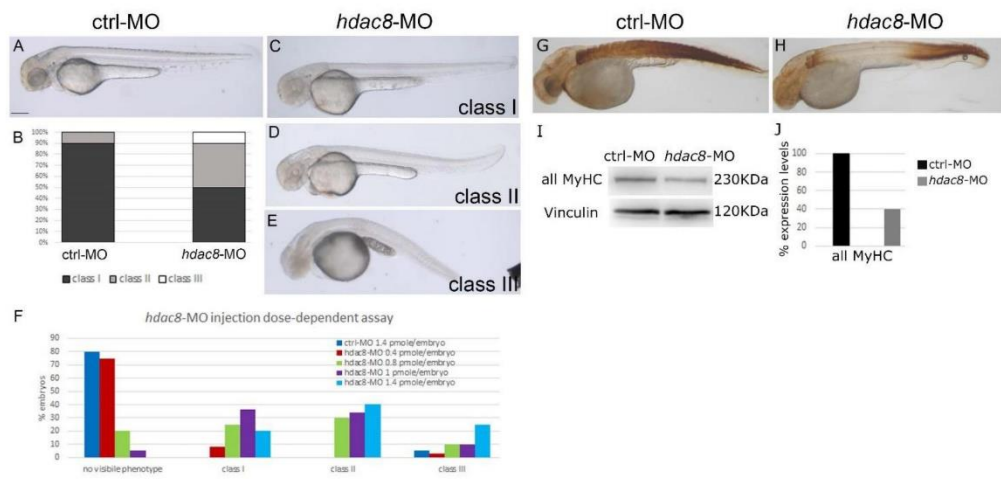 ctrl-MO
hdac8-MO
A
C
class I
B
100%
90%
80%
70%
60%
50%
40%
30%
20%
10%
0%
ctrl-MO
hdac8-MO
class I class II class III
D
class II
E
class III
F
hdac8-MO injection dose-dependent assay
% embryos
90
80
70
60
50
40
30
20
10
0
no visibile phenotype
class I
class II
class III
ctrl-MO 1.4 pmole/embryo
hdac8-MO 0.4 pmole/embryo
hdac8-MO 0.8 pmole/embryo
hdac8-MO 1 pmole/embryo
hdac8-MO 1.4 pmole/embryo
ctrl-MO
hdac8-MO
G
H
I
ctrl-MO hdac8-MO
all MyHC 230KDa
Vinculin 120KDa
J
% expression levels
100
80
60
40
20
0
all MyHC
ctrl-MO
hdac8-MO